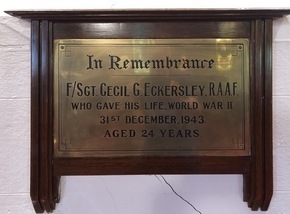 In Remembrance
F/Sgt. Cecil G. Eckersley, R.A.A.F
WHO GAVE HIS LIFE, WORLD WAR II
31ST DECEMBER, 1943.
AGED 24 YEARS.